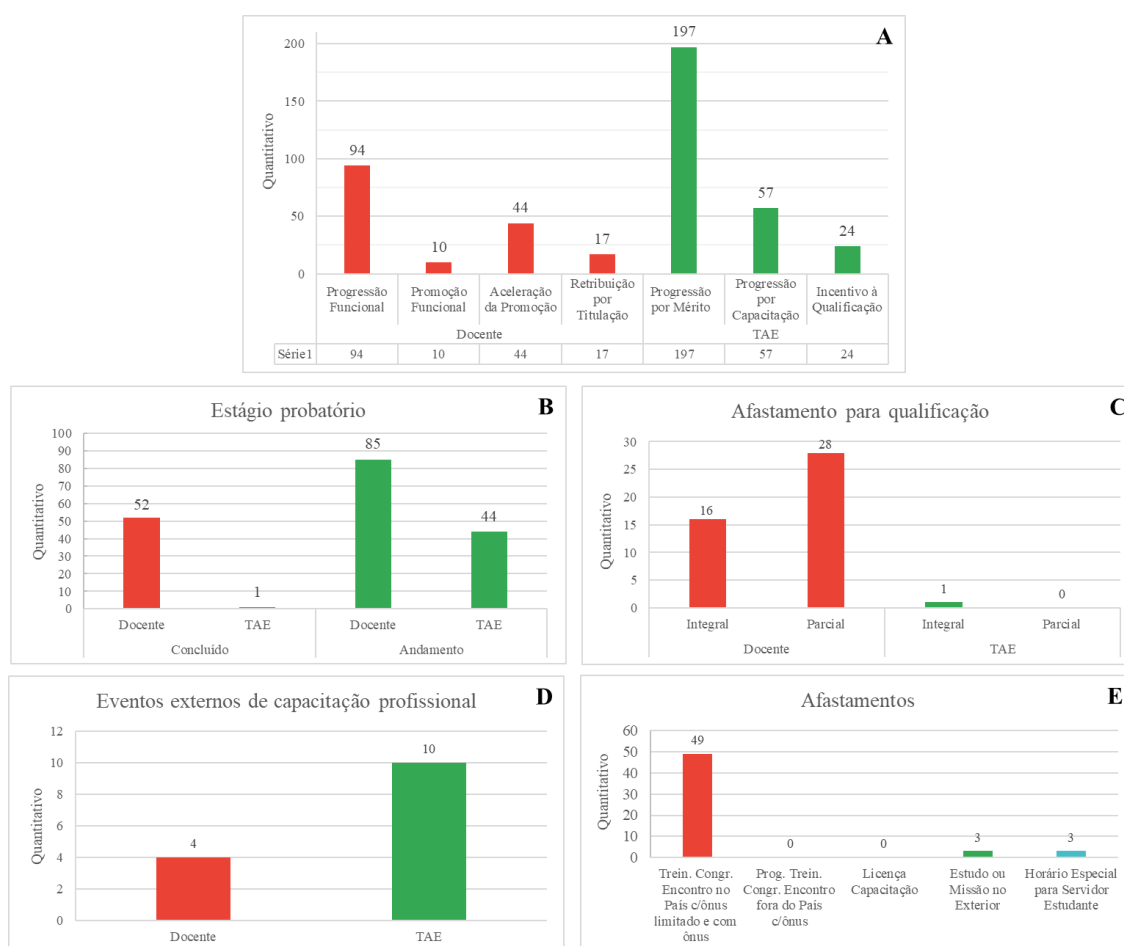 A
Quantitativo
200
150
100
50
0
94
10
44
17
197
57
24
Progressão Funcional
Promoção Funcional
Aceleração da Promoção
Retribuição por Titulação
Progressão por Mérito
Progressão por Capacitação
Incentivo à Qualificação
Docente TAE
Série1 94 10 44 17 197 57 24
Estágio probatório B
Quantitativo
100
90
80
70
60
50
40
30
20
10
0
52
1
85
44
Docente TAE Docente TAE
Concluído Andamento
Afastamento para qualificação C
Quantitativo
30
25
20
15
10
5
0
16
28
1
0
Integral Parcial Integral Parcial
Docente TAE
Eventos externos de capacitação profissional D
Quantitativo
12
10
8
6
4
2
0
4
10
Docente TAE
Afastamentos E
Quantitativo
60
50
40
30
20
10
0
49
0
0
3
3
Trein. Congr.
Encontro no
País c/ônus
limitado e com
ônus
Prog. Trein.
Congr. Encontro
fora do País
c/ônus
Licença
Capacitação
Estudo ou
Missão no
Exterior
Horário Especial
para Servidor
Estudante